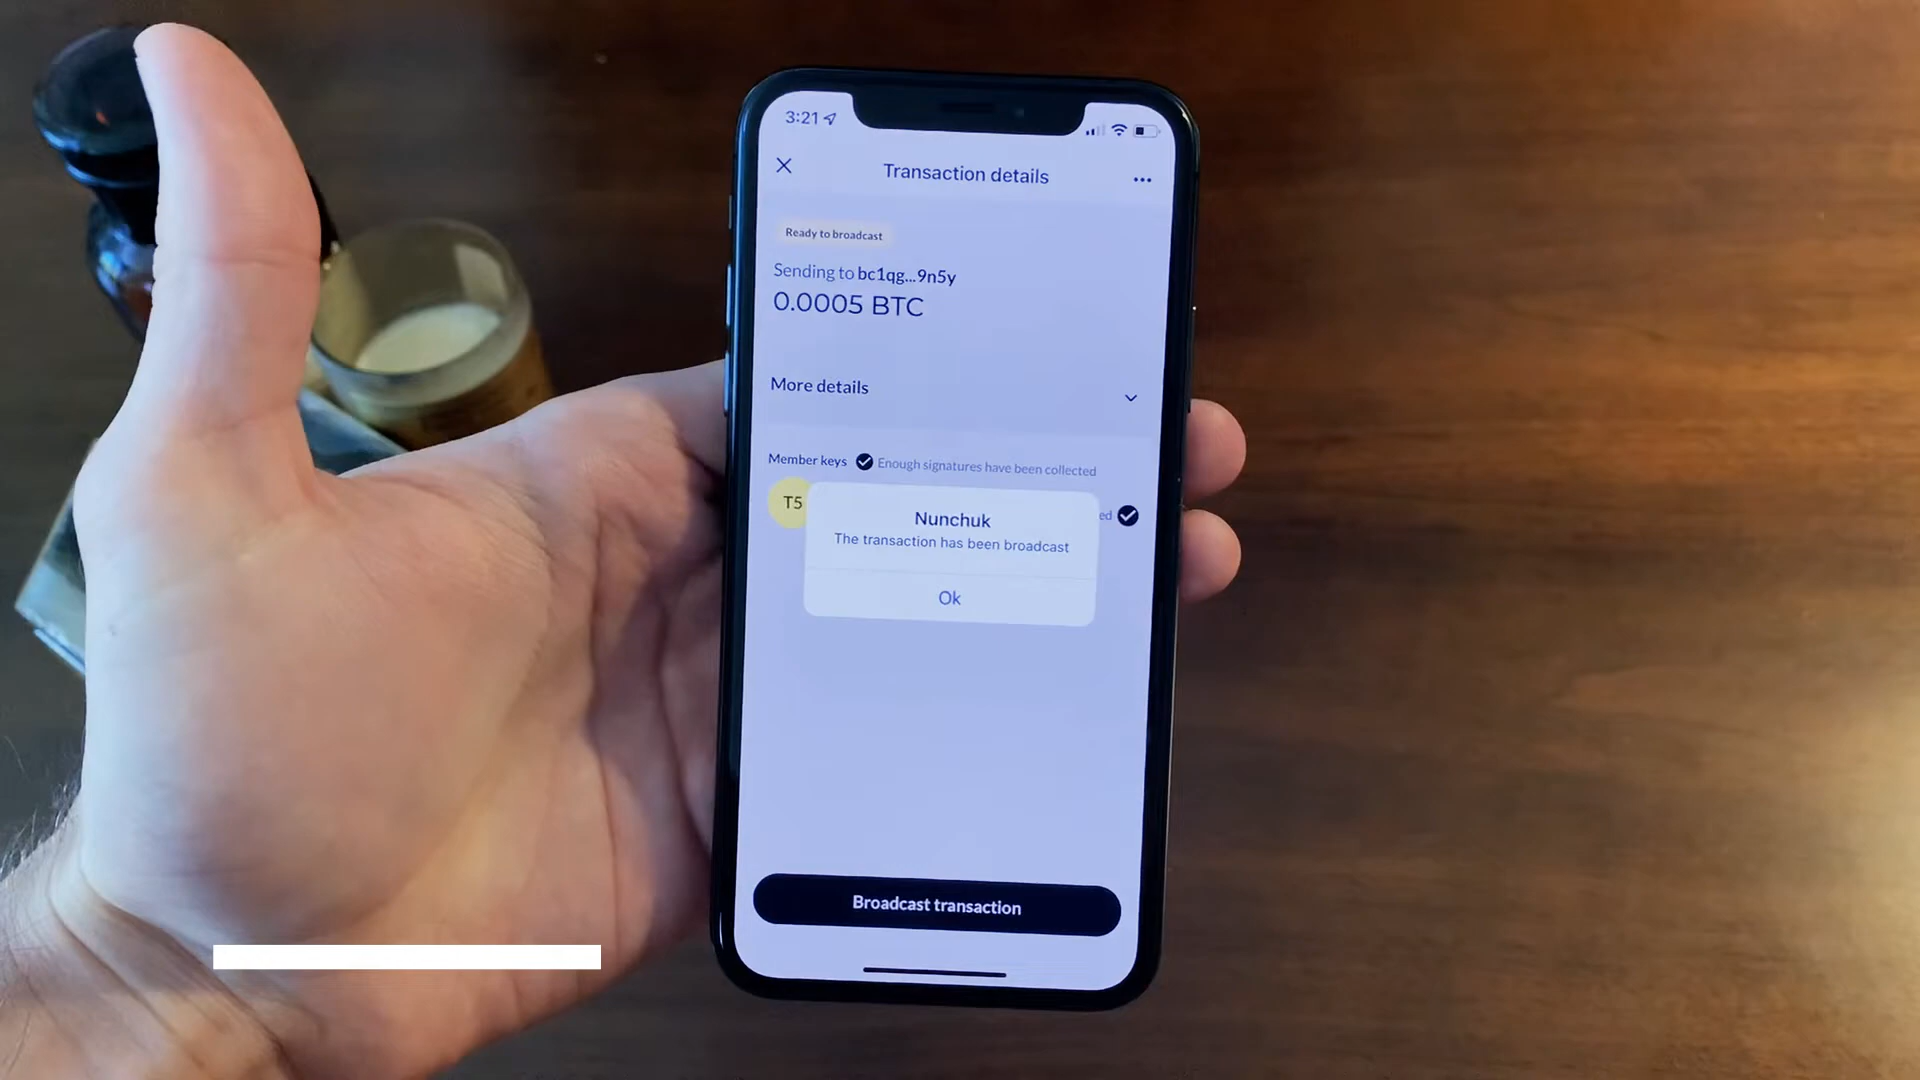 3:21
Transaction details
Ready to broadcast
Sending to bc1qg...9n5y
0.0005 BTC
More details
Member keys Enough signatures have been collected
T5 ed
Nunchuk
The transaction has been broadcast
Ok
Broadcast transaction